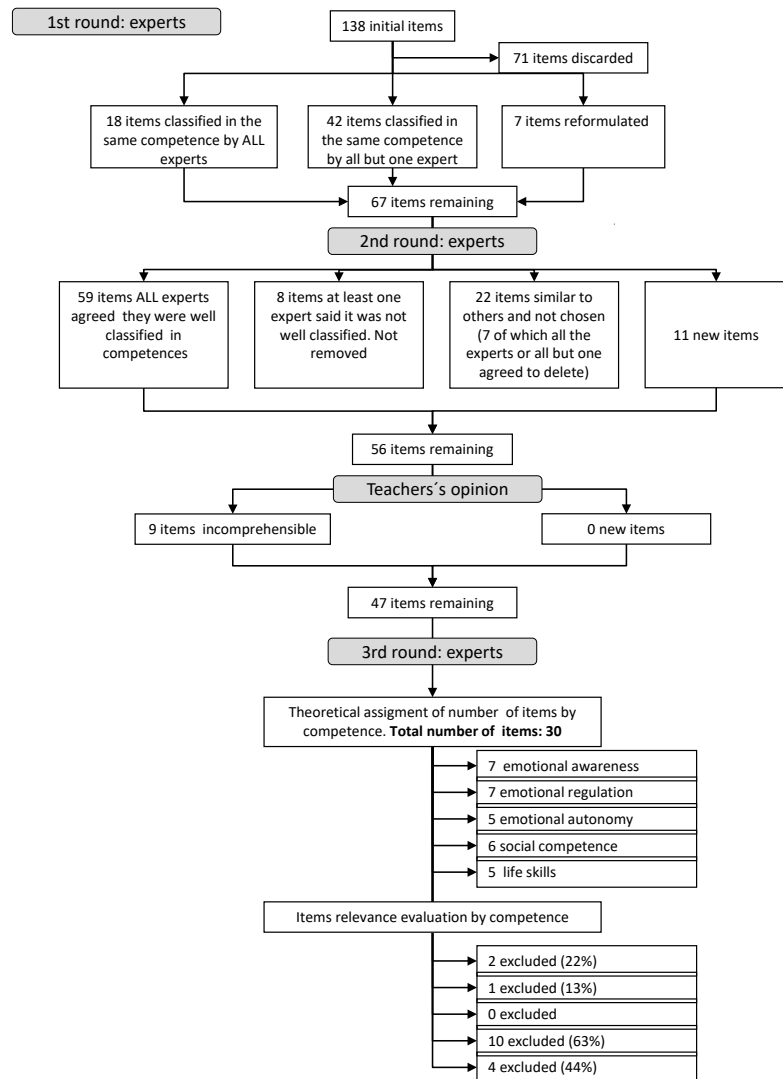 1st round: experts
138 initial items
71 items discarded
18 items classified in the
same competence by ALL
experts
42 items classified in
the same competence
by all but one expert
7 items reformulated
67 items remaining
2nd round: experts
59 items ALL experts
agreed they were well
classified in
competences
8 items at least one
expert said it was not
well classified. Not
removed
22 items similar to
others and not chosen
(7 of which all the
experts or all but one
agreed to delete)
11 new items
56 items remaining
Teachers´s opinion
9 items incomprehensible
0 new items
47 items remaining
3rd round: experts
Theoretical assigment of number of items by
competence. Total number of items: 30
7 emotional awareness
7 emotional regulation
5 emotional autonomy
6 social competence
5 life skills
Items relevance evaluation by competence
2 excluded (22%)
1 excluded (13%)
0 excluded
10 excluded (63%)
4 excluded (44%)